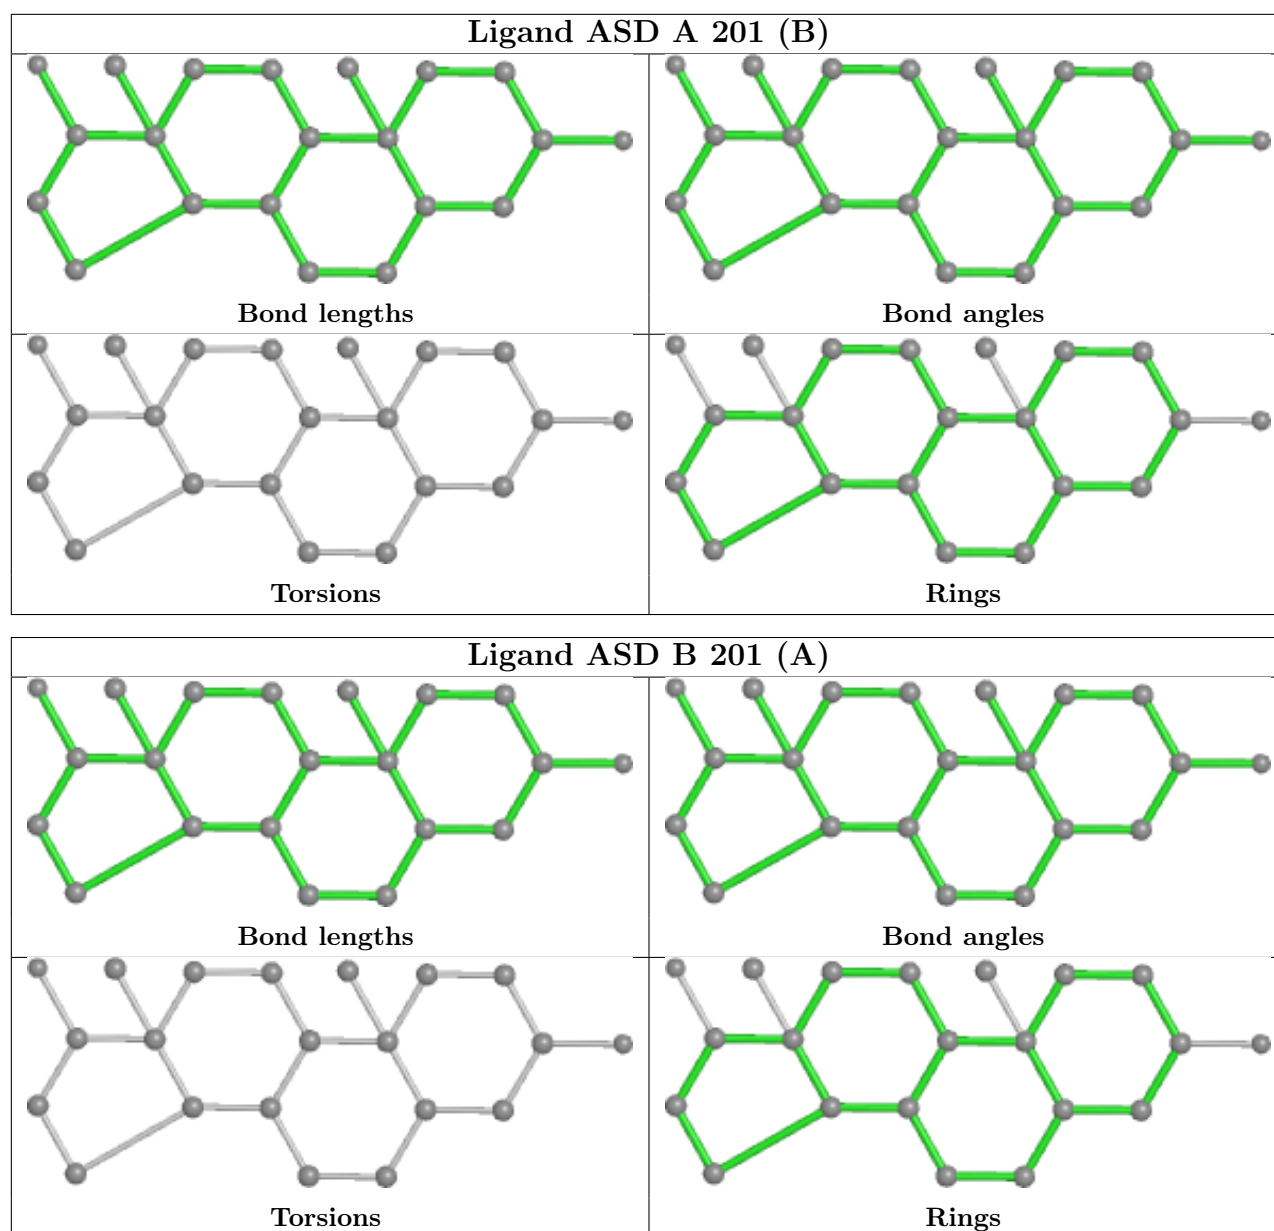 Ligand ASD A 201 (B)
Bond lengths
Bond angles
Torsions
Rings
Ligand ASD B 201 (A)
Bond lengths
Bond angles
Torsions
Rings